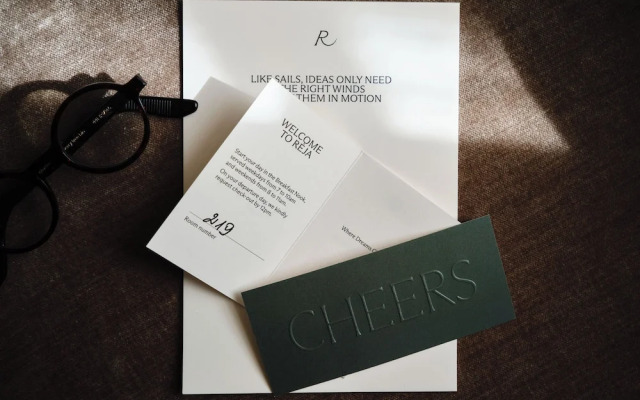 R
LIKE SAILS, IDEAS ONLY NEED
THE RIGHT WINDS
THEM IN MOTION
WELCOME
TO REJA
Start your day in the Breakfast Nook,
served weekdays from 7 to 10am
and weekends from 8 to 11am.
On your departure day, we kindly
request check-out by 12pm.
219
Room number
Where Dreams
CHEERS